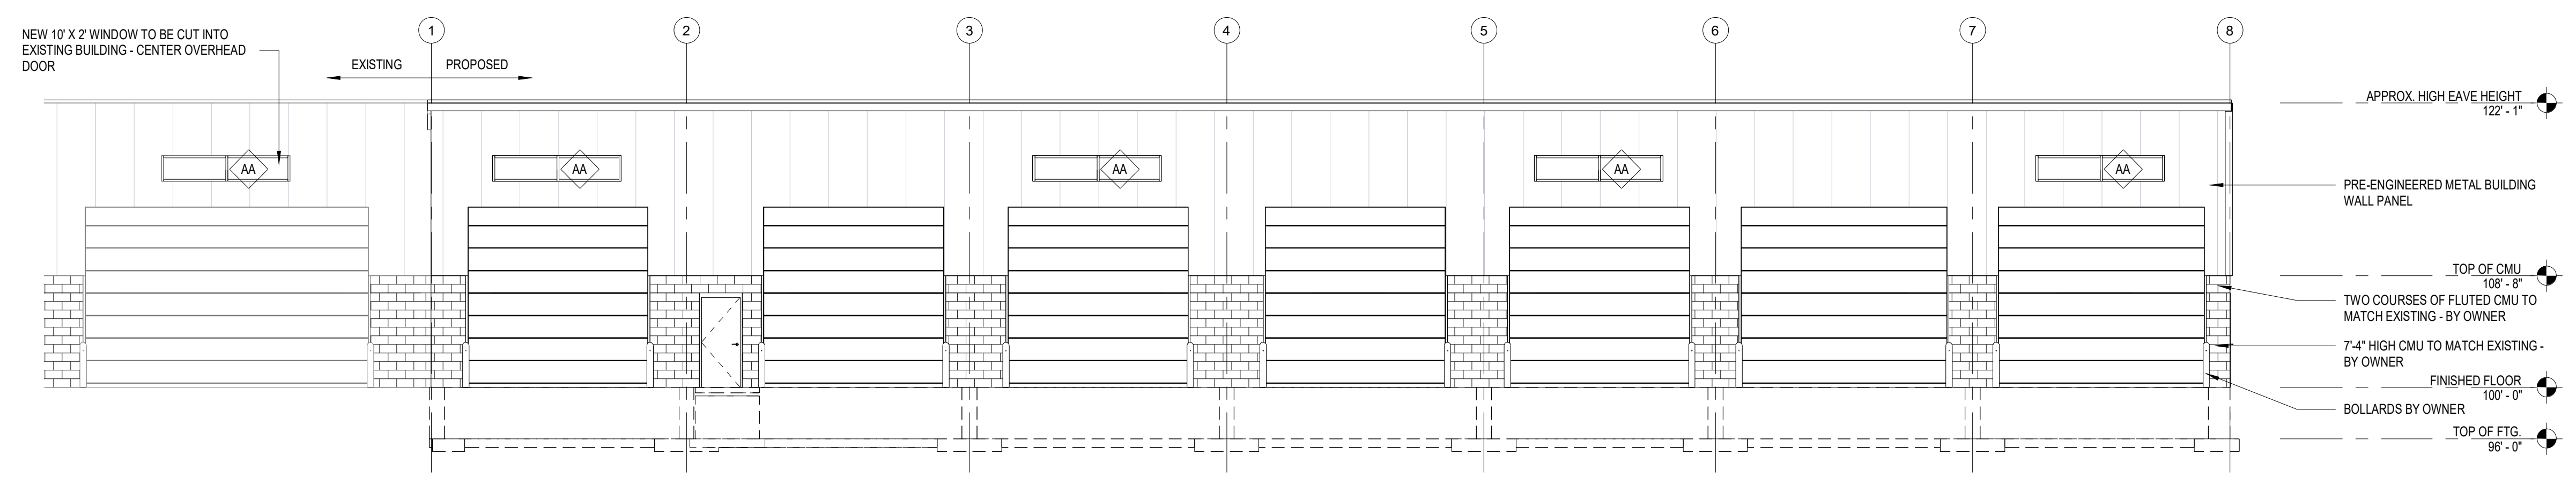 NEW 10' X 2' WINDOW TO BE CUT INTO
EXISTING BUILDING - CENTER OVERHEAD
DOOR
EXISTING
PROPOSED
1
2
3
4
5
6
7
8
AA
AA
AA
AA
AA
APPROX. HIGH EAVE HEIGHT
122' - 1"
PRE-ENGINEERED METAL BUILDING
WALL PANEL
TOP OF CMU
108' - 8"
TWO COURSES OF FLUTED CMU TO
MATCH EXISTING - BY OWNER
7'-4" HIGH CMU TO MATCH EXISTING -
BY OWNER
FINISHED FLOOR
100' - 0"
BOLLARDS BY OWNER
TOP OF FTG.
96' - 0"